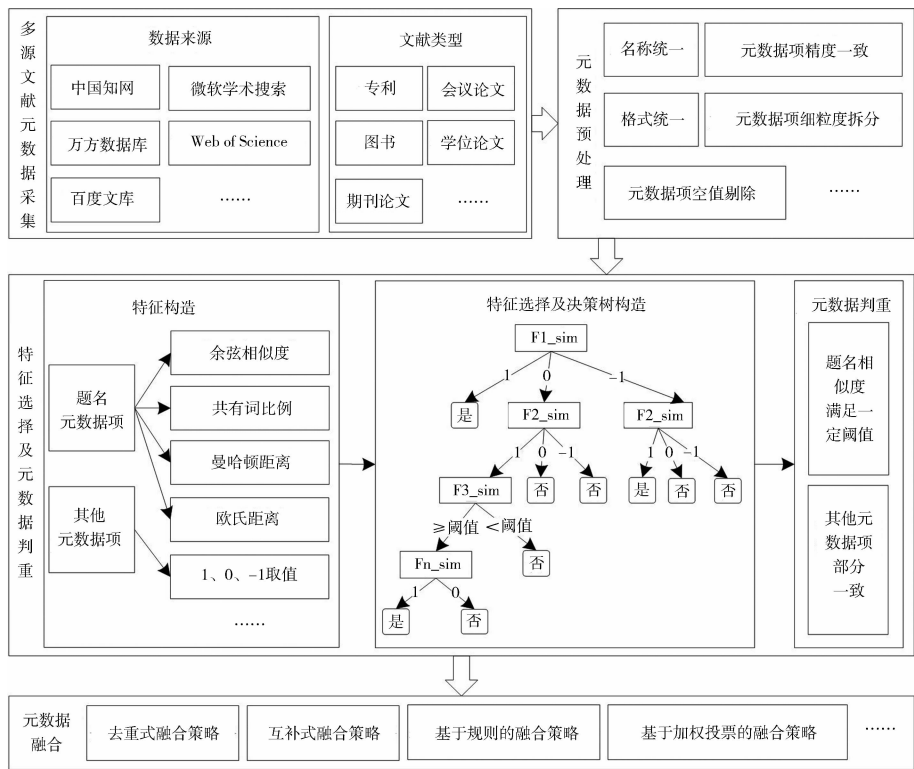 多源文献元数据采集
数据来源
中国知网
微软学术搜索
万方数据库
Web of Science
百度文库
……
文献类型
专利
会议论文
图书
学位论文
期刊论文
……
元数据预处理
名称统一
元数据项精度一致
格式统一
元数据项细粒度拆分
元数据项空值剔除
……
特征选择及元数据判重
特征构造
题名
元数据项
其他
元数据项
余弦相似度
共有词比例
曼哈顿距离
欧氏距离
1、0、-1取值
……
特征选择及决策树构造
F1_sim
1
0
-1
是
F2_sim
F2_sim
1
0
-1
1
0
-1
F3_sim
否
否
是
否
否
≥阈值
<阈值
Fn_sim
否
1
0
是
否
元数据判重
题名相
似度
满足一
定阈值
其他元
数据项
部分
一致
元数据
融合
去重式融合策略
互补式融合策略
基于规则的融合策略
基于加权投票的融合策略
……